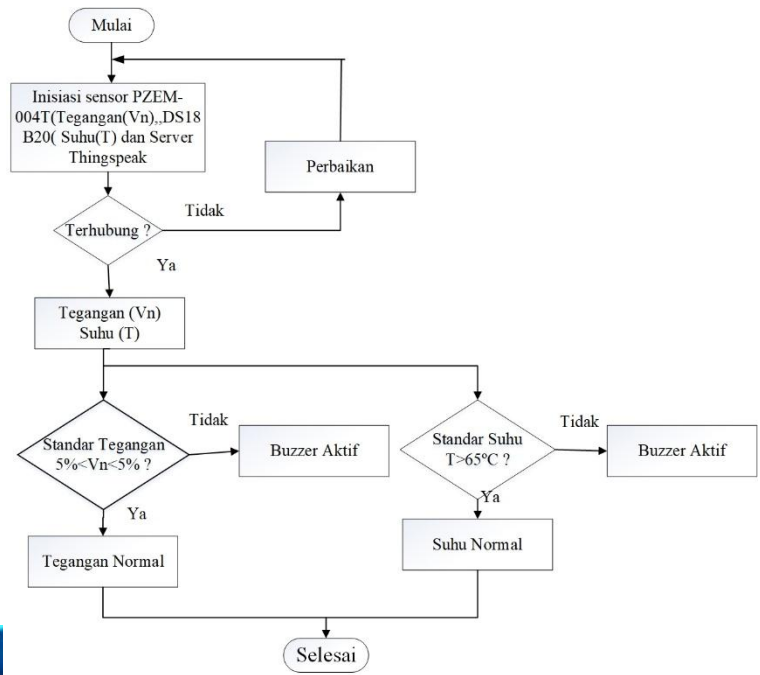 Mulai
Inisiasi sensor PZEM-
004T(Tegangan(Vn),,DS18
B20( Suhu(T) dan Server
Thingspeak
Perbaikan
Tidak
Terhubung ?
Ya
Tegangan (Vn)
Suhu (T)
Tidak
Standar Tegangan
5%<Vn<5% ?
Buzzer Aktif
Ya
Tegangan Normal
Tidak
Standar Suhu
T>65ºC ?
Buzzer Aktif
Ya
Suhu Normal
Selesai